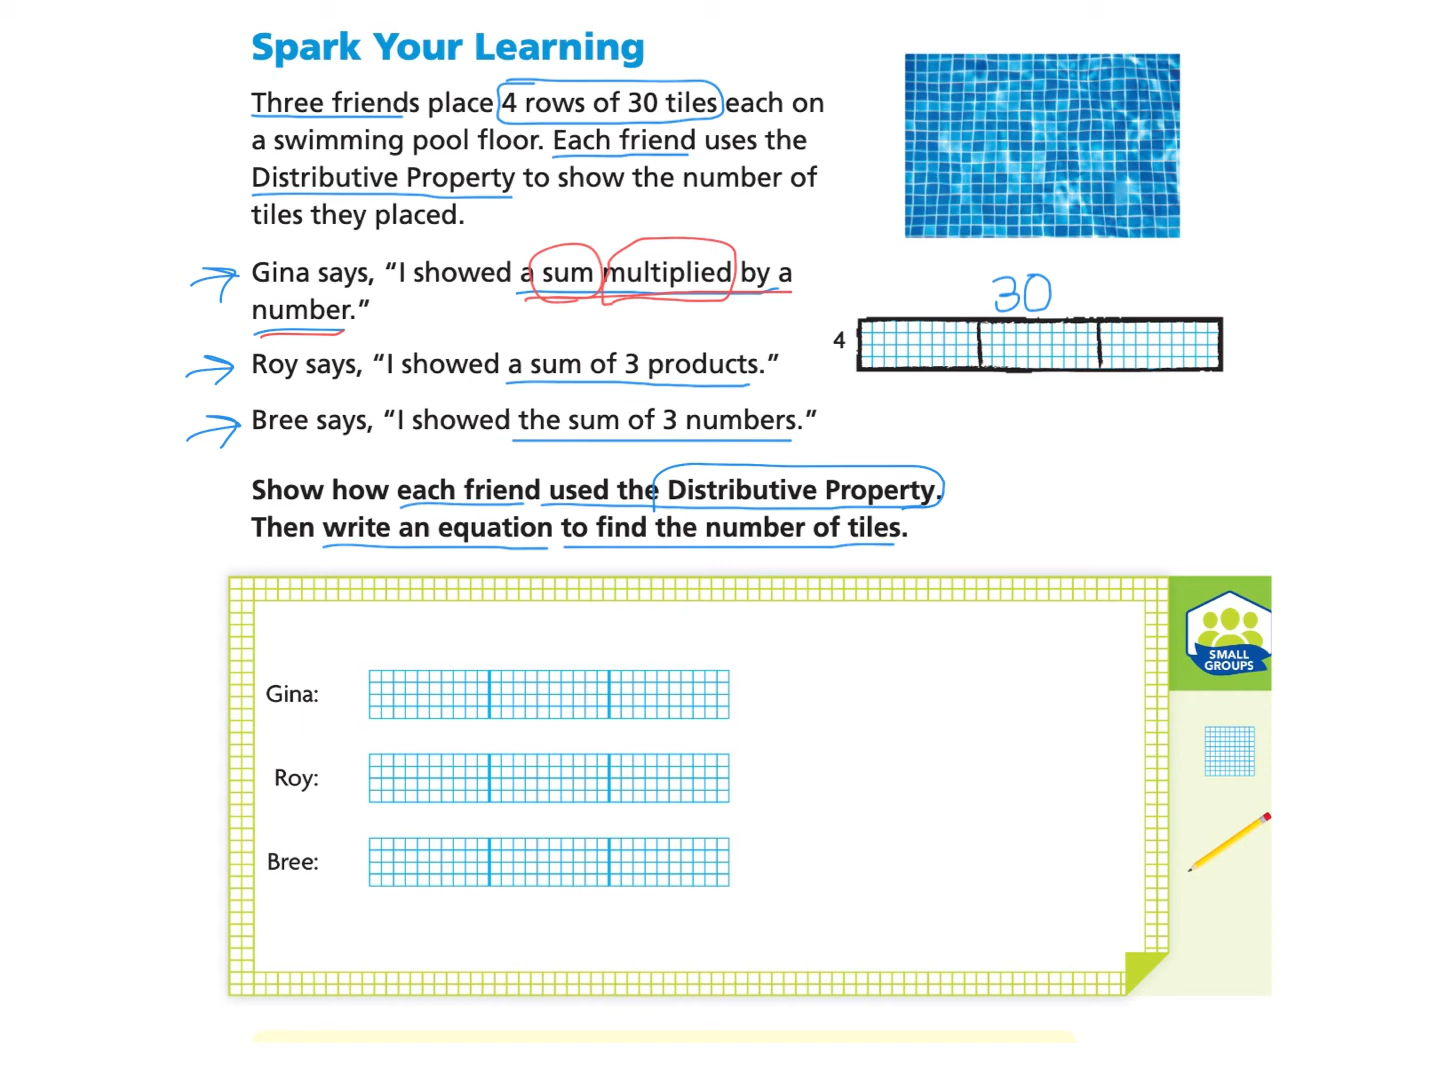 Spark Your Learning
Three friends place 4 rows of 30 tiles each on
a swimming pool floor. Each friend uses the
Distributive Property to show the number of
tiles they placed.
Gina says, “I showed a sum multiplied by a
number.”
30
4
Roy says, “I showed a sum of 3 products.”
Bree says, “I showed the sum of 3 numbers.”
Show how each friend used the Distributive Property.
Then write an equation to find the number of tiles.
SMALL
GROUPS
Gina:
Roy:
Bree: